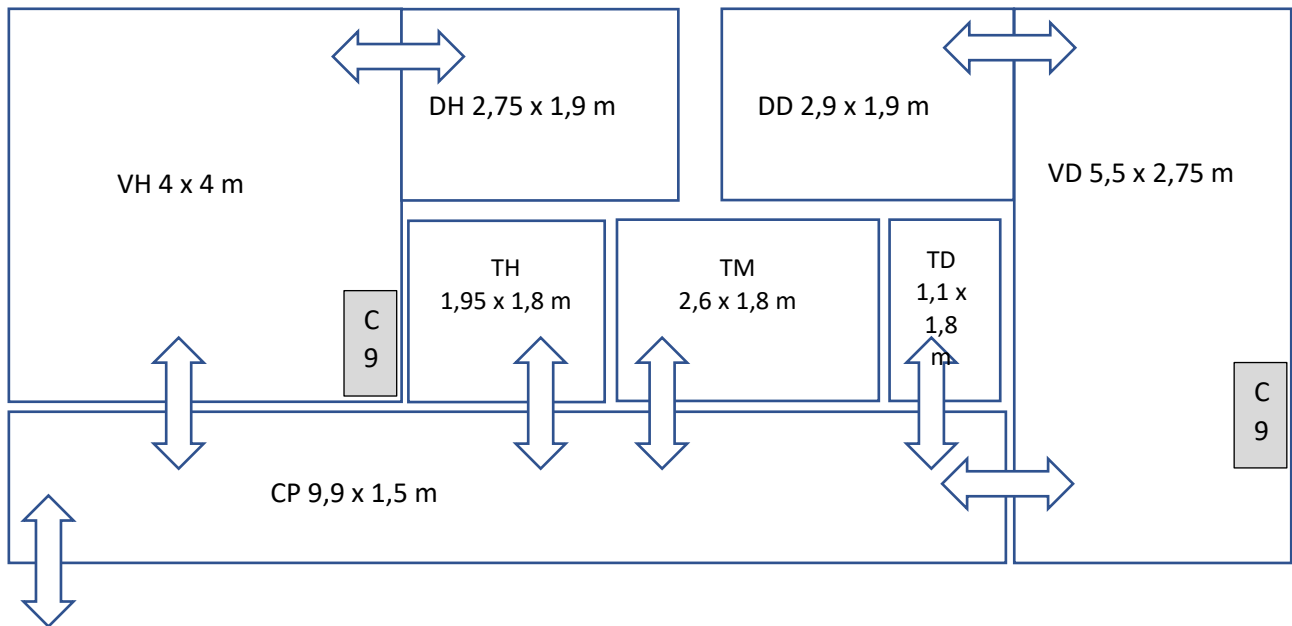 DH 2,75 x 1,9 m
DD 2,9 x 1,9 m
VH 4 x 4 m
VD 5,5 x 2,75 m
TH
1,95 x 1,8 m
TM
2,6 x 1,8 m
TD
1,1 x
1,8
m
C
9
C
9
CP 9,9 x 1,5 m